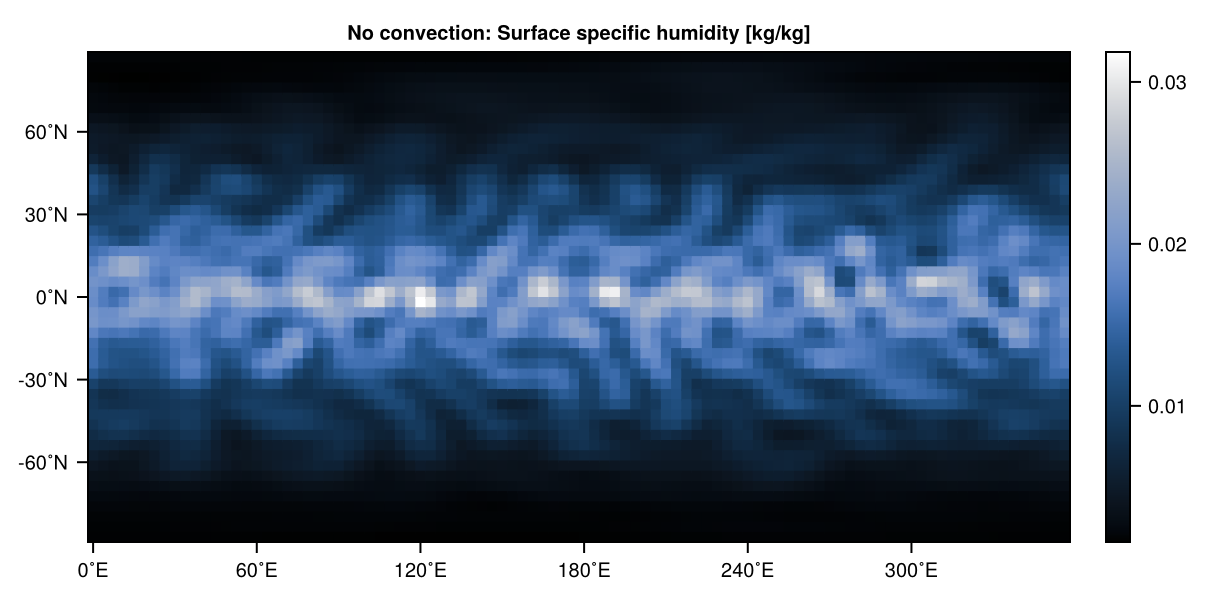 No convection: Surface specific humidity [kg/kg]
60˚N
30˚N
0˚N
-30˚N
-60˚N
0˚E
60˚E
120˚E
180˚E
240˚E
300˚E
0.03
0.02
0.01